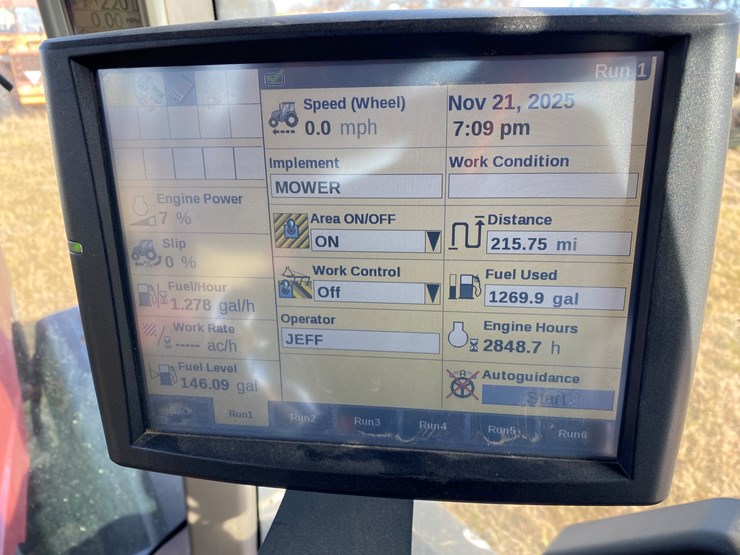 220
0.00
Run 1
Speed (Wheel)
0.0 mph
Nov 21, 2025
7:09 pm
Implement
MOWER
Work Condition
Engine Power
7 %
Area ON/OFF
ON
Distance
215.75 mi
Slip
0 %
Work Control
Off
Fuel Used
1269.9 gal
Fuel/Hour
1.278 gal/h
Operator
JEFF
Engine Hours
2848.7 h
Work Rate
----- ac/h
Autoguidance
Start
Fuel Level
146.09 gal
Back
Run1
Run2
Run3
Run4
Run5
Run6